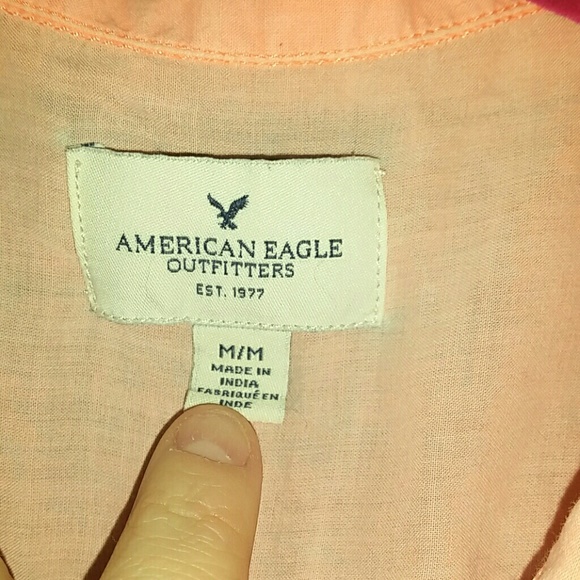 AMERICAN EAGLE
OUTFITTERS
EST. 1977
M/M
MADE IN
INDIA
FABRIQUÉ EN
INDE